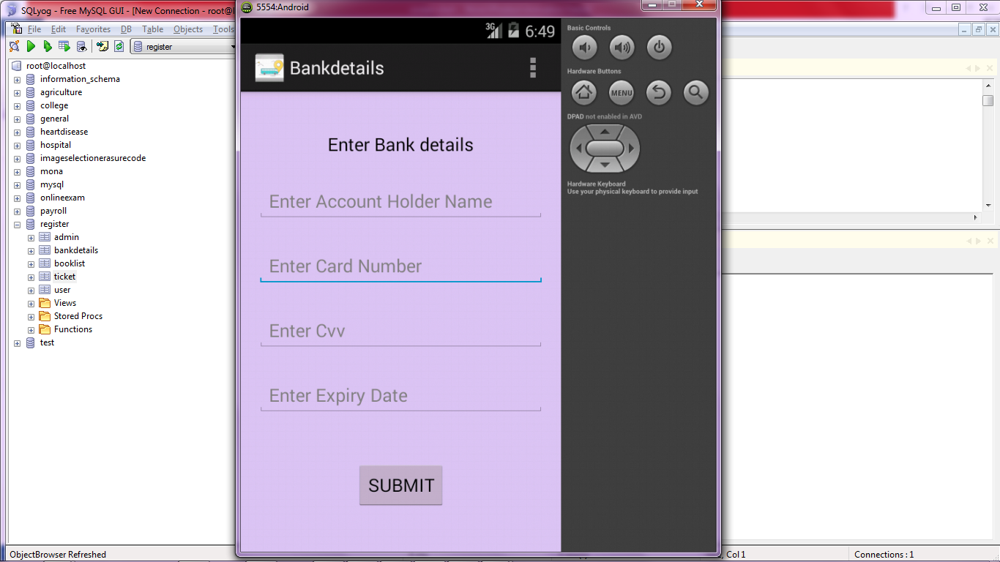 SQLyog - Free MySQL GUI - [New Connection - root@l
File Edit Favorites DB Table Objects Tools
register
root@localhost
information_schema
agriculture
college
general
heartdisease
hospital
imageselectionerasurecode
mona
mysql
onlineexam
payroll
register
admin
bankdetails
booklist
ticket
user
Views
Stored Procs
Functions
test
ObjectBrowser Refreshed
5554:Android
3G 6:49
Bankdetails
Enter Bank details
Enter Account Holder Name
Enter Card Number
Enter Cvv
Enter Expiry Date
SUBMIT
Basic Controls
Hardware Buttons
MENU
DPAD not enabled in AVD
Hardware Keyboard
Use your physical keyboard to provide input
, Col 1
Connections : 1